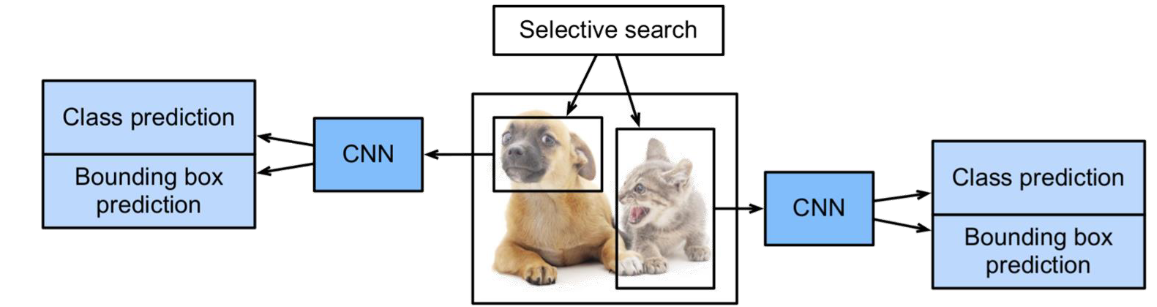 Selective search
Class prediction
Bounding box
prediction
CNN
CNN
Class prediction
Bounding box
prediction